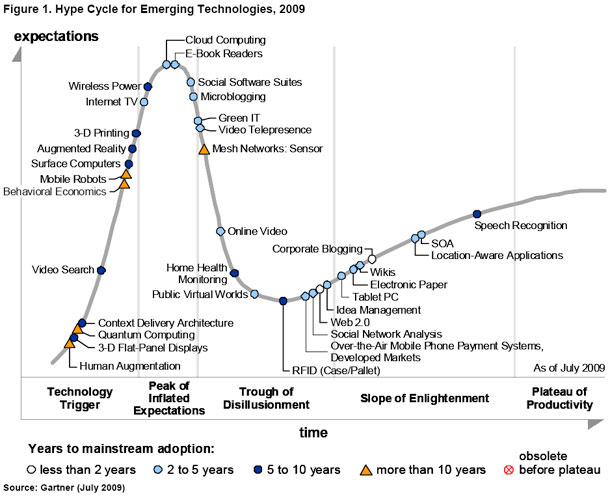 Figure 1. Hype Cycle for Emerging Technologies, 2009
expectations
Cloud Computing
E-Book Readers
Wireless Power
Social Software Suites
Internet TV
Microblogging
Green IT
3-D Printing
Video Telepresence
Augmented Reality
Mesh Networks: Sensor
Surface Computers
Mobile Robots
Behavioral Economics
Speech Recognition
Online Video
SOA
Corporate Blogging
Location-Aware Applications
Video Search
Home Health
Monitoring
Wikis
Electronic Paper
Public Virtual Worlds
Tablet PC
Idea Management
Context Delivery Architecture
Web 2.0
Quantum Computing
Social Network Analysis
3-D Flat-Panel Displays
Over-the-Air Mobile Phone Payment Systems,
Developed Markets
Human Augmentation
RFID (Case/Pallet)
As of July 2009
Technology
Trigger
Peak of
Inflated
Expectations
Trough of
Disillusionment
Slope of Enlightenment
Plateau of
Productivity
time
Years to mainstream adoption:
less than 2 years
2 to 5 years
5 to 10 years
more than 10 years
obsolete
before plateau
Source: Gartner (July 2009)